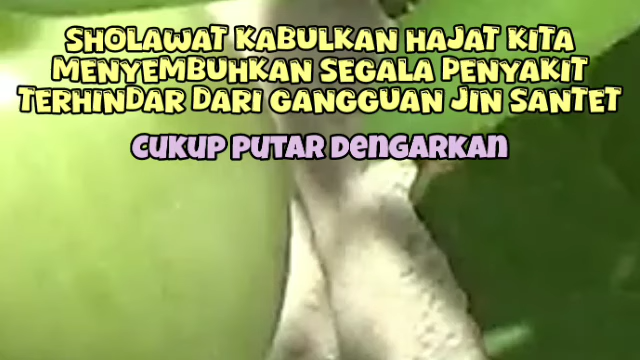 SHOLAWAT KABULKAN HAJAT KITA
MENYEMBUHKAN SEGALA PENYAKIT
TERHINDAR DARI GANGGUAN JIN SANTET
CUKUP PUTAR DENGARKAN